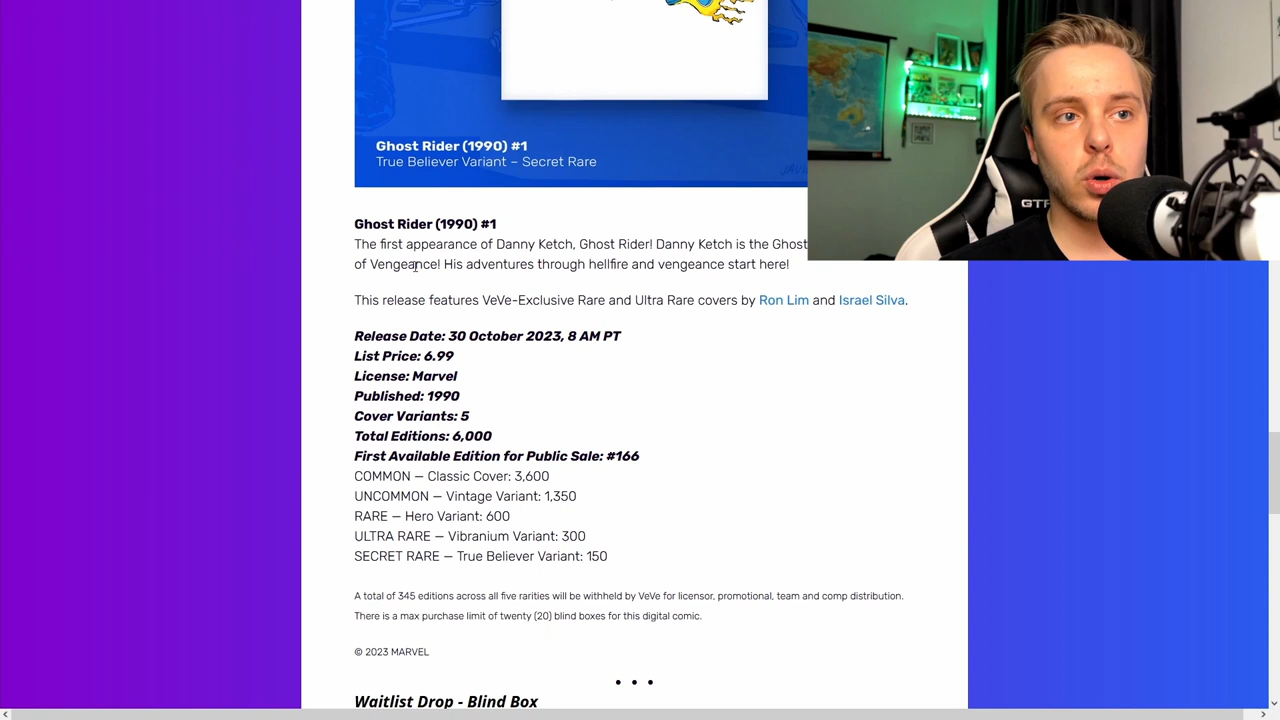 Ghost Rider (1990) #1
True Believer Variant – Secret Rare
Ghost Rider (1990) #1
The first appearance of Danny Ketch, Ghost Rider! Danny Ketch is the Ghost
of Vengeance! His adventures through hellfire and vengeance start here!
This release features VeVe-Exclusive Rare and Ultra Rare covers by Ron Lim and Israel Silva.
Release Date: 30 October 2023, 8 AM PT
List Price: 6.99
License: Marvel
Published: 1990
Cover Variants: 5
Total Editions: 6,000
First Available Edition for Public Sale: #166
COMMON — Classic Cover: 3,600
UNCOMMON — Vintage Variant: 1,350
RARE — Hero Variant: 600
ULTRA RARE — Vibranium Variant: 300
SECRET RARE — True Believer Variant: 150
A total of 345 editions across all five rarities will be withheld by VeVe for licensor, promotional, team and comp distribution.
There is a max purchase limit of twenty (20) blind boxes for this digital comic.
© 2023 MARVEL
• • •
Waitlist Drop - Blind Box